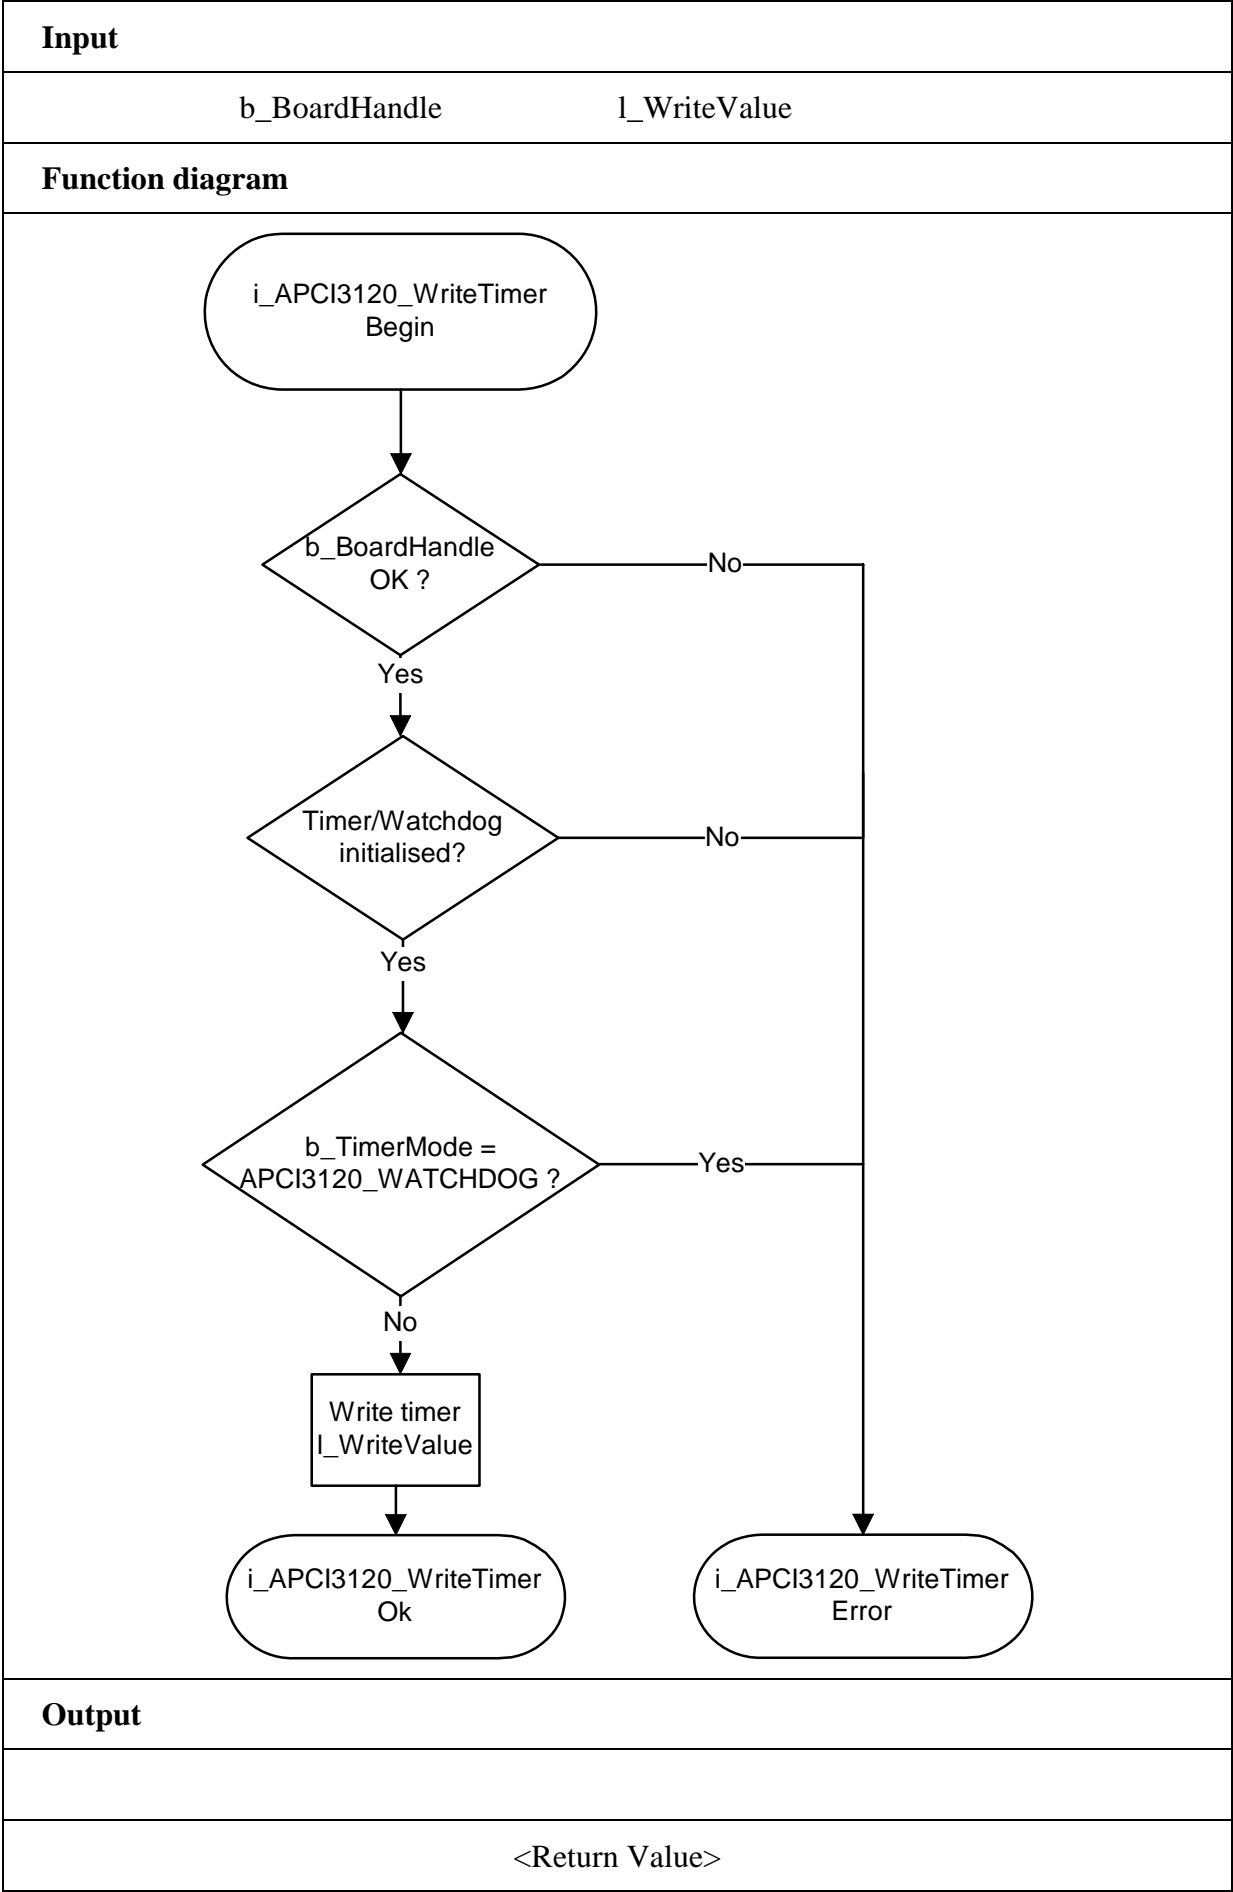 Input
b_BoardHandle l_WriteValue
Function diagram
i_APCI3120_WriteTimer
Begin
b_BoardHandle
OK ?
No
Yes
Timer/Watchdog
initialised?
No
Yes
b_TimerMode =
APCI3120_WATCHDOG ?
Yes
No
Write timer
l_WriteValue
i_APCI3120_WriteTimer
Ok
i_APCI3120_WriteTimer
Error
Output
<Return Value>